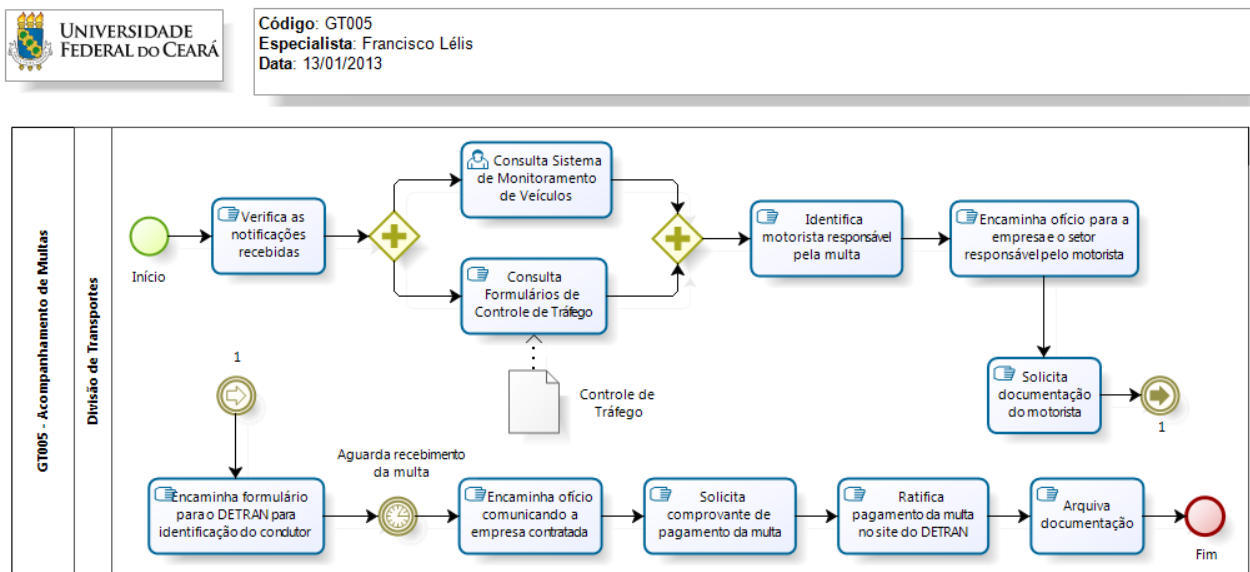 UNIVERSIDADE
FEDERAL DO CEARÁ
Código: GT005
Especialista: Francisco Lélis
Data: 13/01/2013
GT005 - Acompanhamento de Multas
Divisão de Transportes
Início
Verifica as
notificações
recebidas
Consulta Sistema
de Monitoramento
de Veículos
Consulta
Formulários de
Controle de Tráfego
Controle de
Tráfego
Identifica
motorista responsável
pela multa
Encaminha ofício para a
empresa e o setor
responsável pelo motorista
Solicita
documentação
do motorista
1
1
Encaminha formulário
para o DETRAN para
identificação do condutor
Aguarda recebimento
da multa
Encaminha ofício
comunicando a
empresa contratada
Solicita
comprovante de
pagamento da multa
Ratifica
pagamento da multa
no site do DETRAN
Arquiva
documentação
Fim